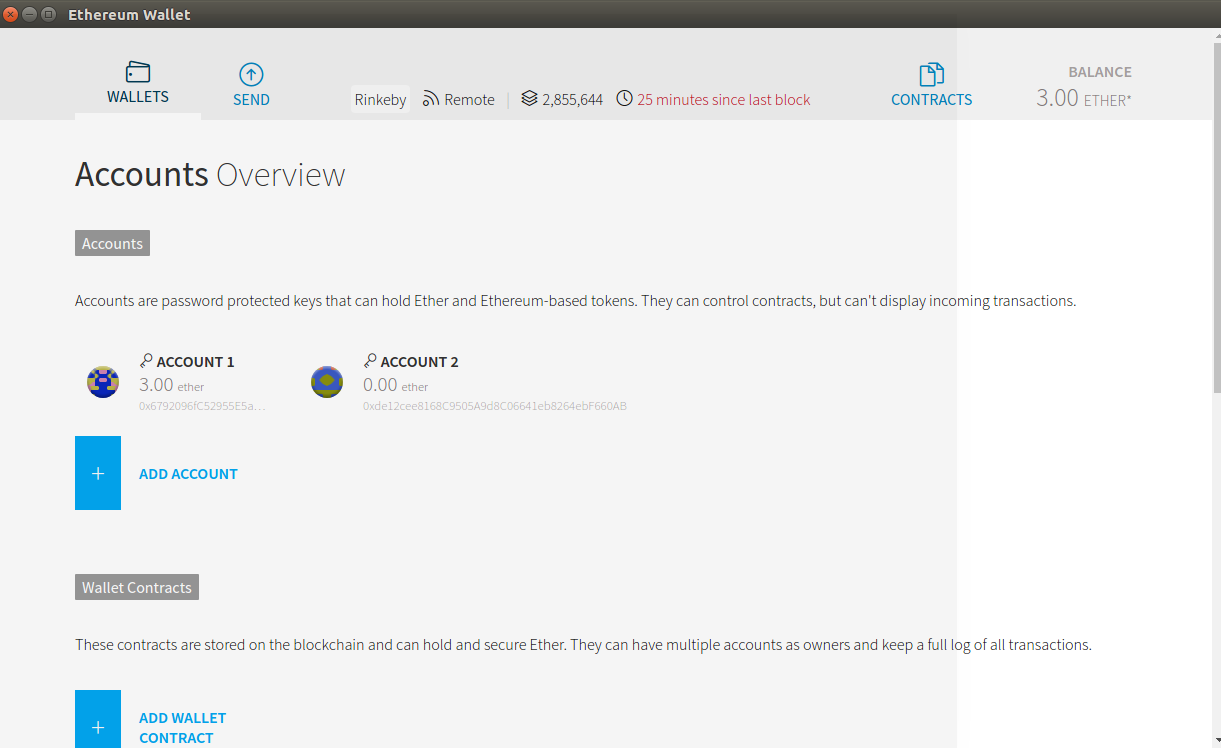 Ethereum Wallet
WALLETS
SEND
Rinkeby Remote 2,855,644 25 minutes since last block
CONTRACTS
BALANCE
3.00 ETHER*
Accounts Overview
Accounts
Accounts are password protected keys that can hold Ether and Ethereum-based tokens. They can control contracts, but can't display incoming transactions.
ACCOUNT 1
3.00 ether
0x6792096fC52955E5a...
ACCOUNT 2
0.00 ether
0xde12cee8168C9505A9d8C06641eb8264ebF660AB
+
ADD ACCOUNT
Wallet Contracts
These contracts are stored on the blockchain and can hold and secure Ether. They can have multiple accounts as owners and keep a full log of all transactions.
+
ADD WALLET
CONTRACT